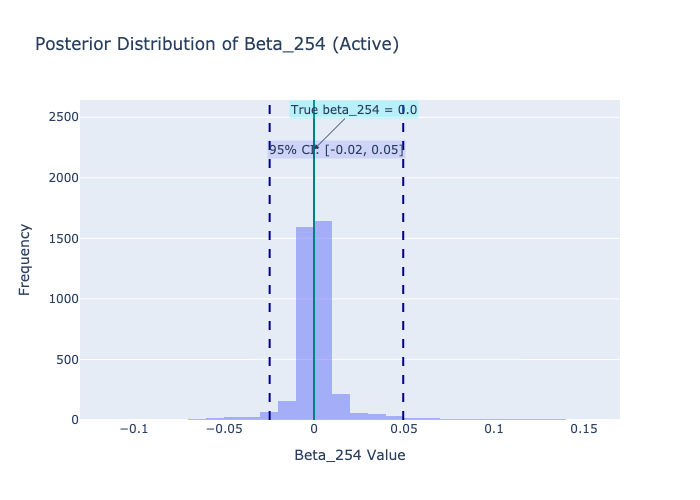 Posterior Distribution of Beta_254 (Active)
True beta_254 = 0.0
95% CI: [-0.02, 0.05]
2500
2000
1500
1000
500
0
Frequency
−0.1
−0.05
0
0.05
0.1
0.15
Beta_254 Value